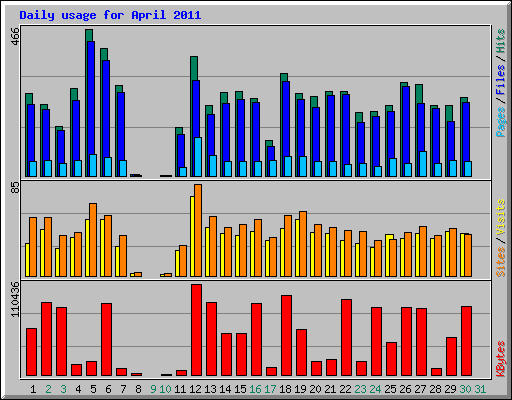 Daily usage for April 2011
466
Pages / Files / Hits
85
Sites / Visits
110436
KBytes
1 2 3 4 5 6 7 8 9 10 11 12 13 14 15 16 17 18 19 20 21 22 23 24 25 26 27 28 29 30 31